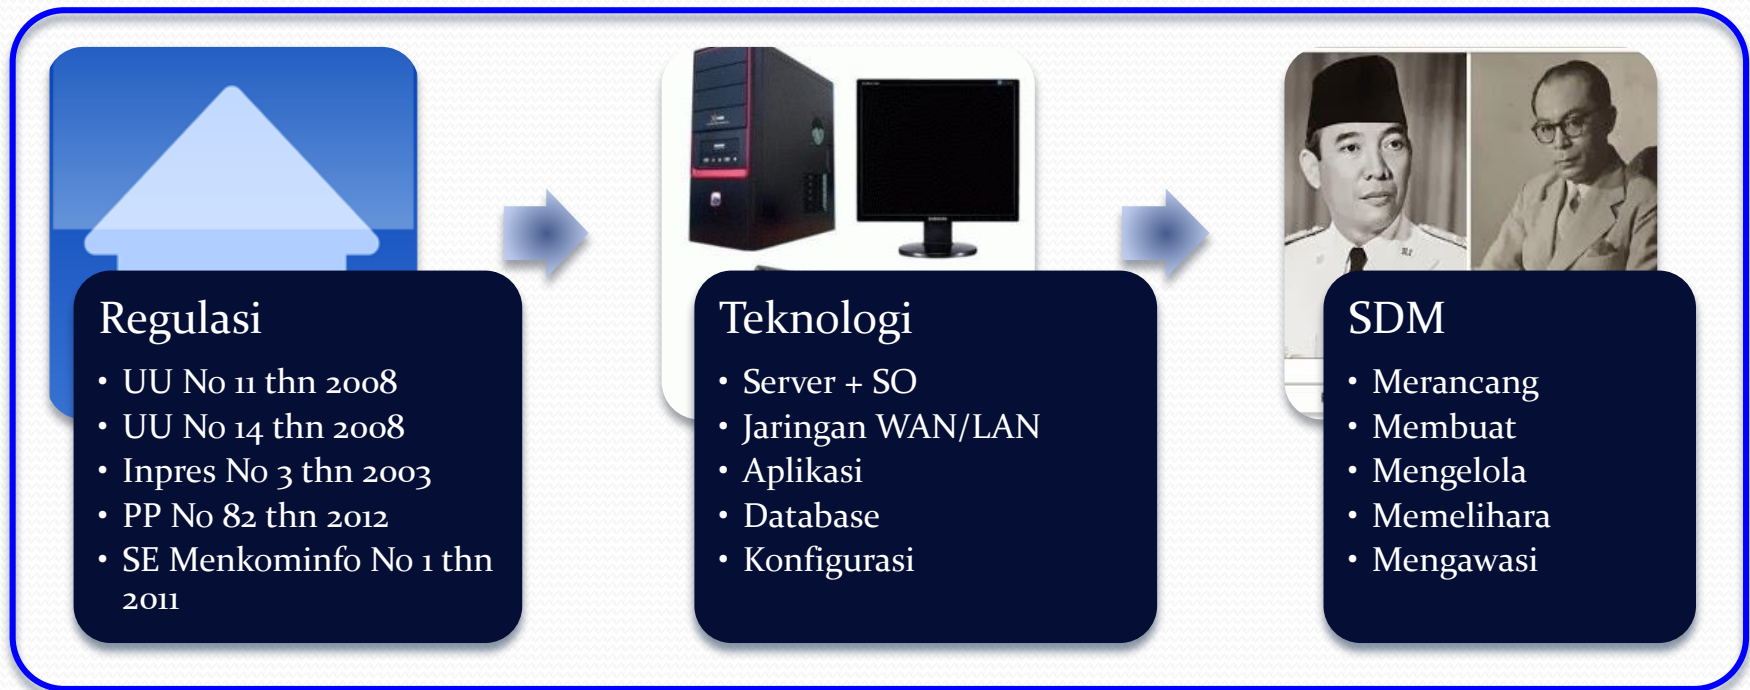 Regulasi
• UU No 11 thn 2008
• UU No 14 thn 2008
• Inpres No 3 thn 2003
• PP No 82 thn 2012
• SE Menkominfo No 1 thn
2011
Teknologi
• Server + SO
• Jaringan WAN/LAN
• Aplikasi
• Database
• Konfigurasi
SDM
• Merancang
• Membuat
• Mengelola
• Memelihara
• Mengawasi